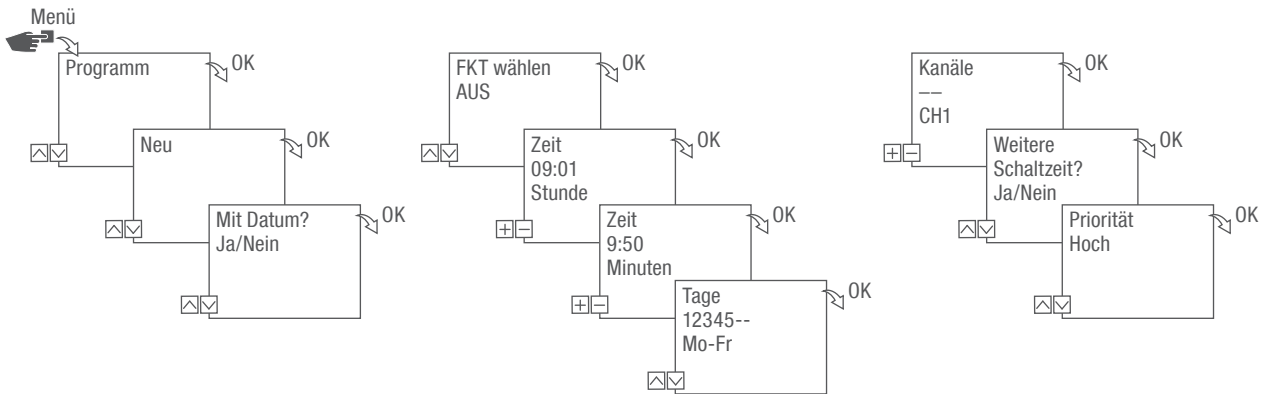 Menü
Programm
OK
Neu
OK
Mit Datum?
Ja/Nein
OK
FKT wählen
AUS
OK
Zeit
09:01
Stunde
OK
Zeit
9:50
Minuten
OK
Tage
12345--
Mo-Fr
OK
Kanäle
––
CH1
OK
Weitere
Schaltzeit?
Ja/Nein
OK
Priorität
Hoch
OK